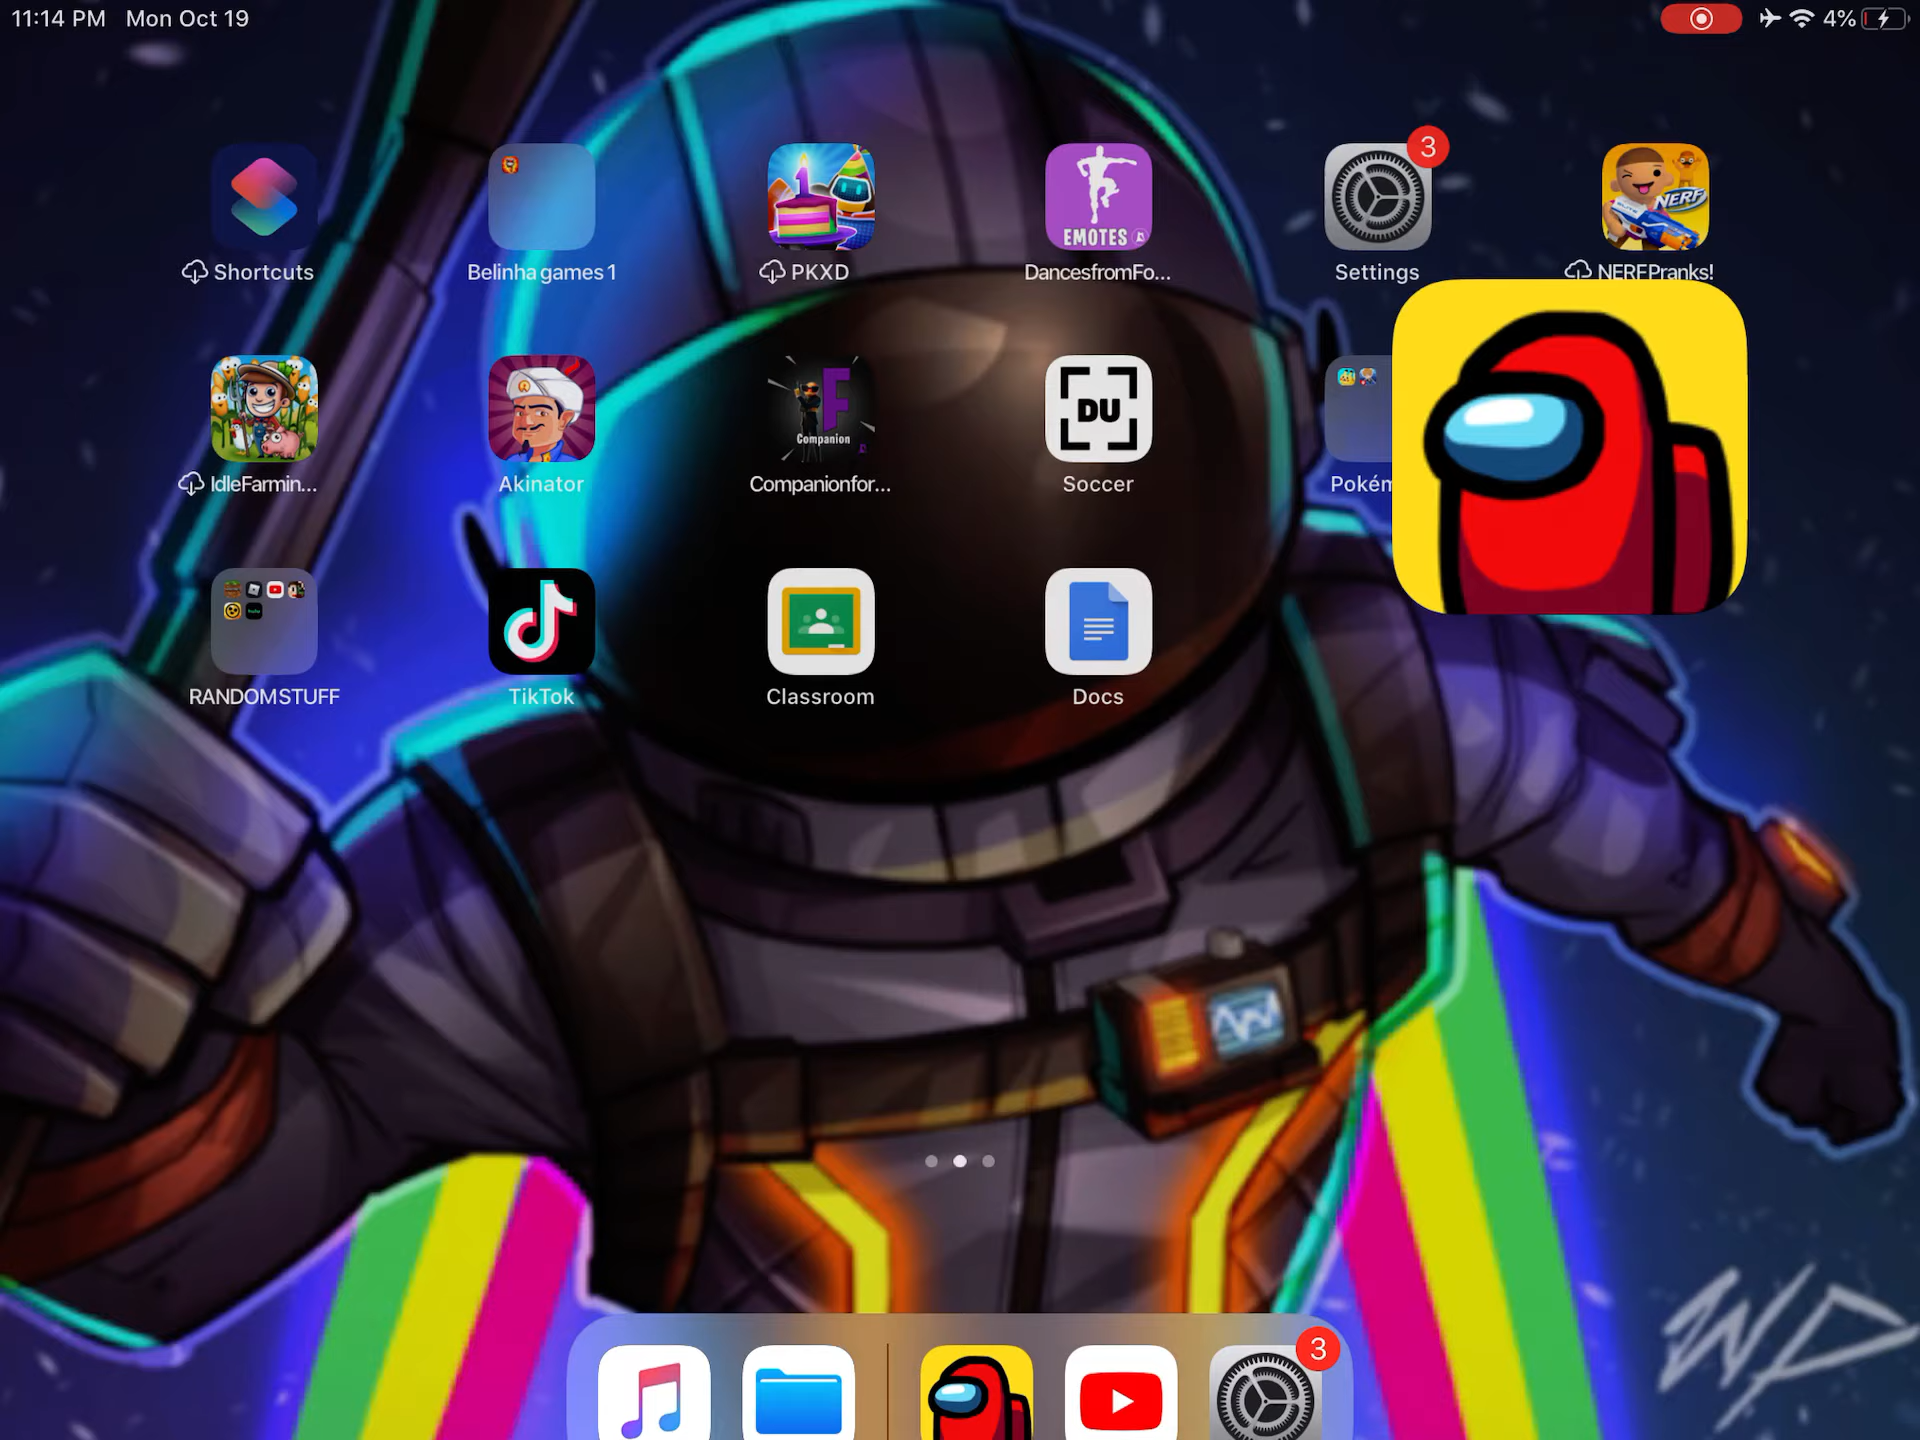 11:14 PM Mon Oct 19
4%
3
EMOTES
NERF
Shortcuts
Belinha games 1
PKXD
DancesfromFo...
Settings
NERFPranks!
F
Companion
DU
IdleFarmin...
Akinator
Companionfor...
Soccer
Pokém
RANDOMSTUFF
TikTok
Classroom
Docs
WD
3